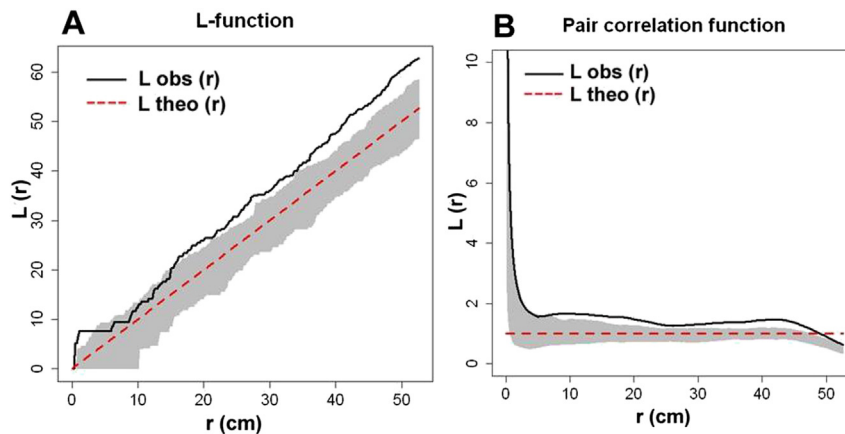 A
L-function
L obs (r)
L theo (r)
L (r)
60
50
40
30
20
10
0
0 10 20 30 40 50
r (cm)
B
Pair correlation function
L obs (r)
L theo (r)
L (r)
10
8
6
4
2
0
0 10 20 30 40 50
r (cm)